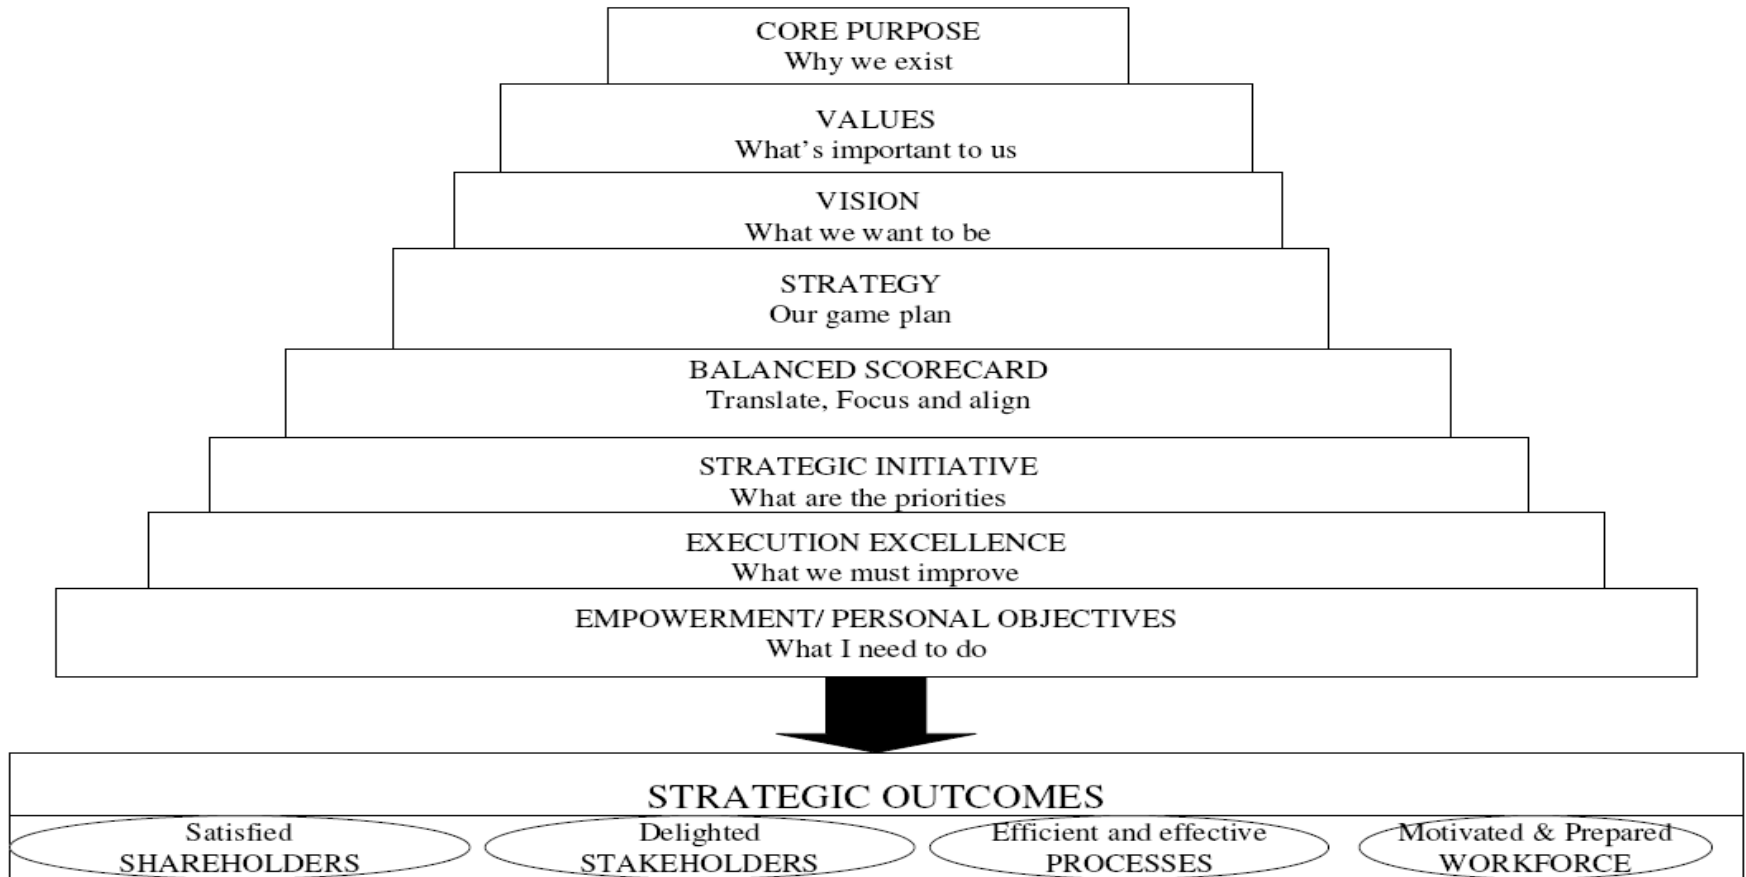 CORE PURPOSE
Why we exist
VALUES
What’s important to us
VISION
What we want to be
STRATEGY
Our game plan
BALANCED SCORECARD
Translate, Focus and align
STRATEGIC INITIATIVE
What are the priorities
EXECUTION EXCELLENCE
What we must improve
EMPOWERMENT/ PERSONAL OBJECTIVES
What I need to do
STRATEGIC OUTCOMES
Satisfied
SHAREHOLDERS
Delighted
STAKEHOLDERS
Efficient and effective
PROCESSES
Motivated & Prepared
WORKFORCE